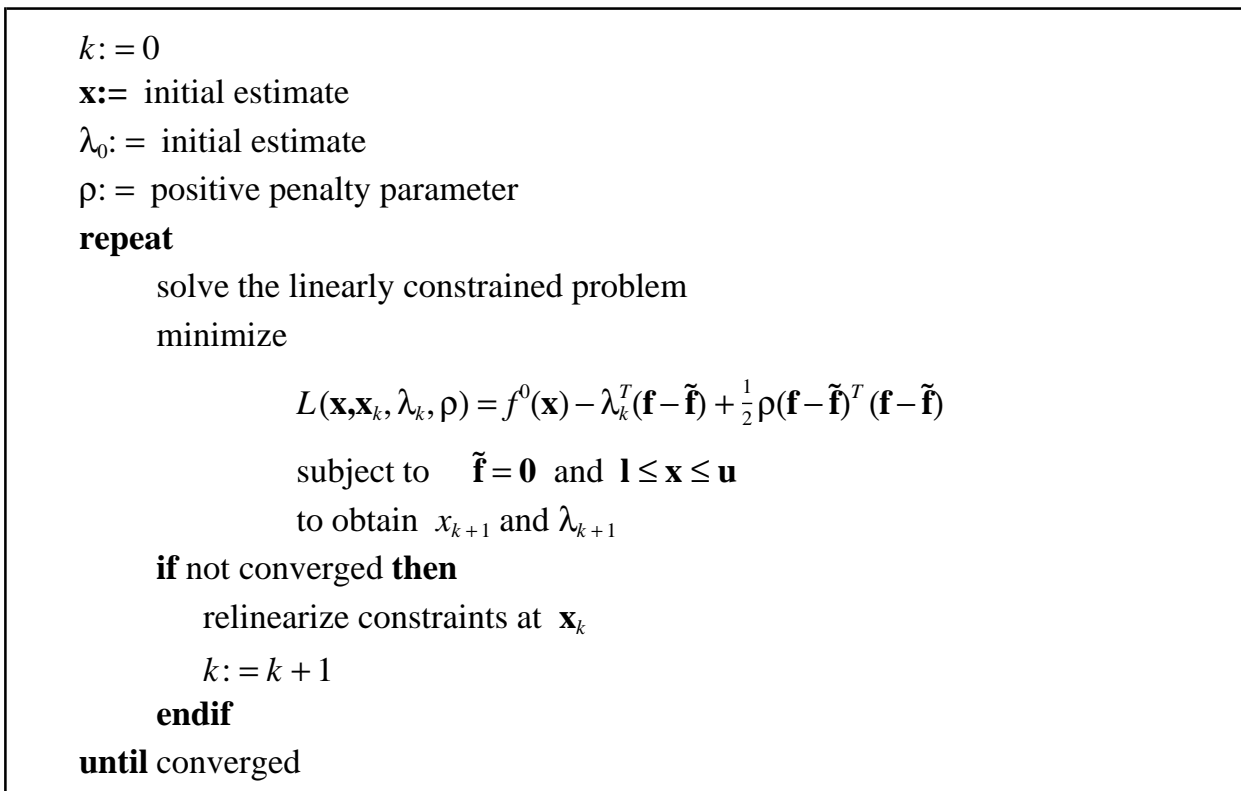 k: = 0
x:= initial estimate
λ₀: = initial estimate
ρ: = positive penalty parameter
repeat
solve the linearly constrained problem
minimize
L(x,xₖ, λₖ, ρ) = f⁰(x) − λₖᵀ(f − f̃) + ½ρ(f − f̃)ᵀ (f − f̃)
subject to f̃ = 0 and l ≤ x ≤ u
to obtain xₖ₊₁ and λₖ₊₁
if not converged then
relinearize constraints at xₖ
k: = k + 1
endif
until converged